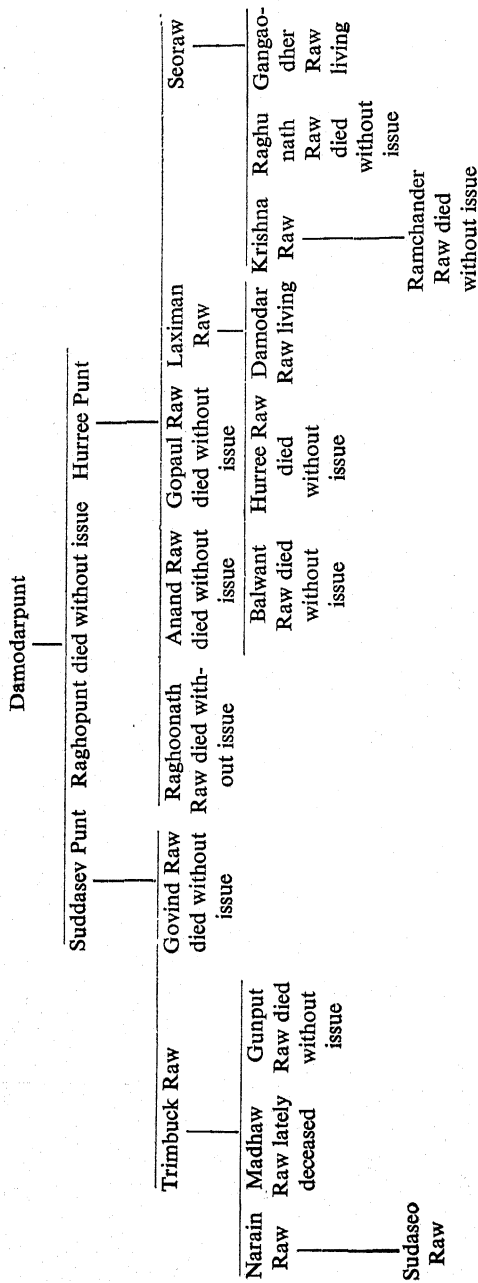 Damodarpunt
Suddasev Punt Raghopunt died without issue Hurree Punt
Trimbuck Raw
Govind Raw
died without
issue
Raghoonath
Raw died with-
out issue
Anand Raw
died without
issue
Gopaul Raw
died without
issue
Laximan
Raw
Seoraw
Narain
Raw
Madhaw
Raw lately
deceased
Gunput
Raw died
without
issue
Balwant
Raw died
without
issue
Hurree Raw
died
without
issue
Damodar
Raw living
Krishna
Raw
Raghu
nath
Raw
died
without
issue
Gangao-
dher
Raw
living
Sudaseo
Raw
Ramchander
Raw died
without issue